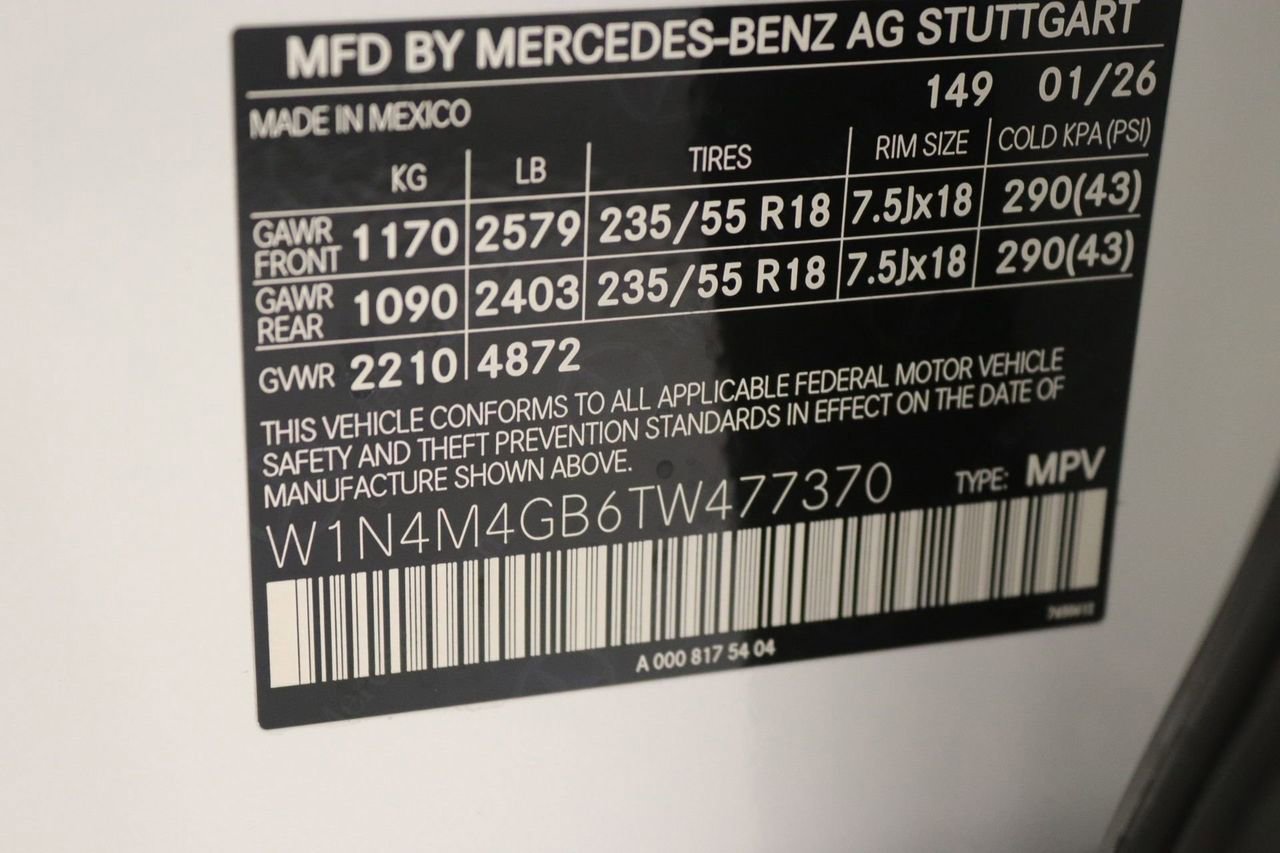 MFD BY MERCEDES-BENZ AG STUTTGART
MADE IN MEXICO 149 01/26
KG LB TIRES RIM SIZE COLD KPA (PSI)
GAWR FRONT 1170 2579 235/55 R18 7.5Jx18 290(43)
GAWR REAR 1090 2403 235/55 R18 7.5Jx18 290(43)
GVWR 2210 4872
THIS VEHICLE CONFORMS TO ALL APPLICABLE FEDERAL MOTOR VEHICLE
SAFETY AND THEFT PREVENTION STANDARDS IN EFFECT ON THE DATE OF
MANUFACTURE SHOWN ABOVE.
W1N4M4GB6TW477370 TYPE: MPV
A 000 817 54 04